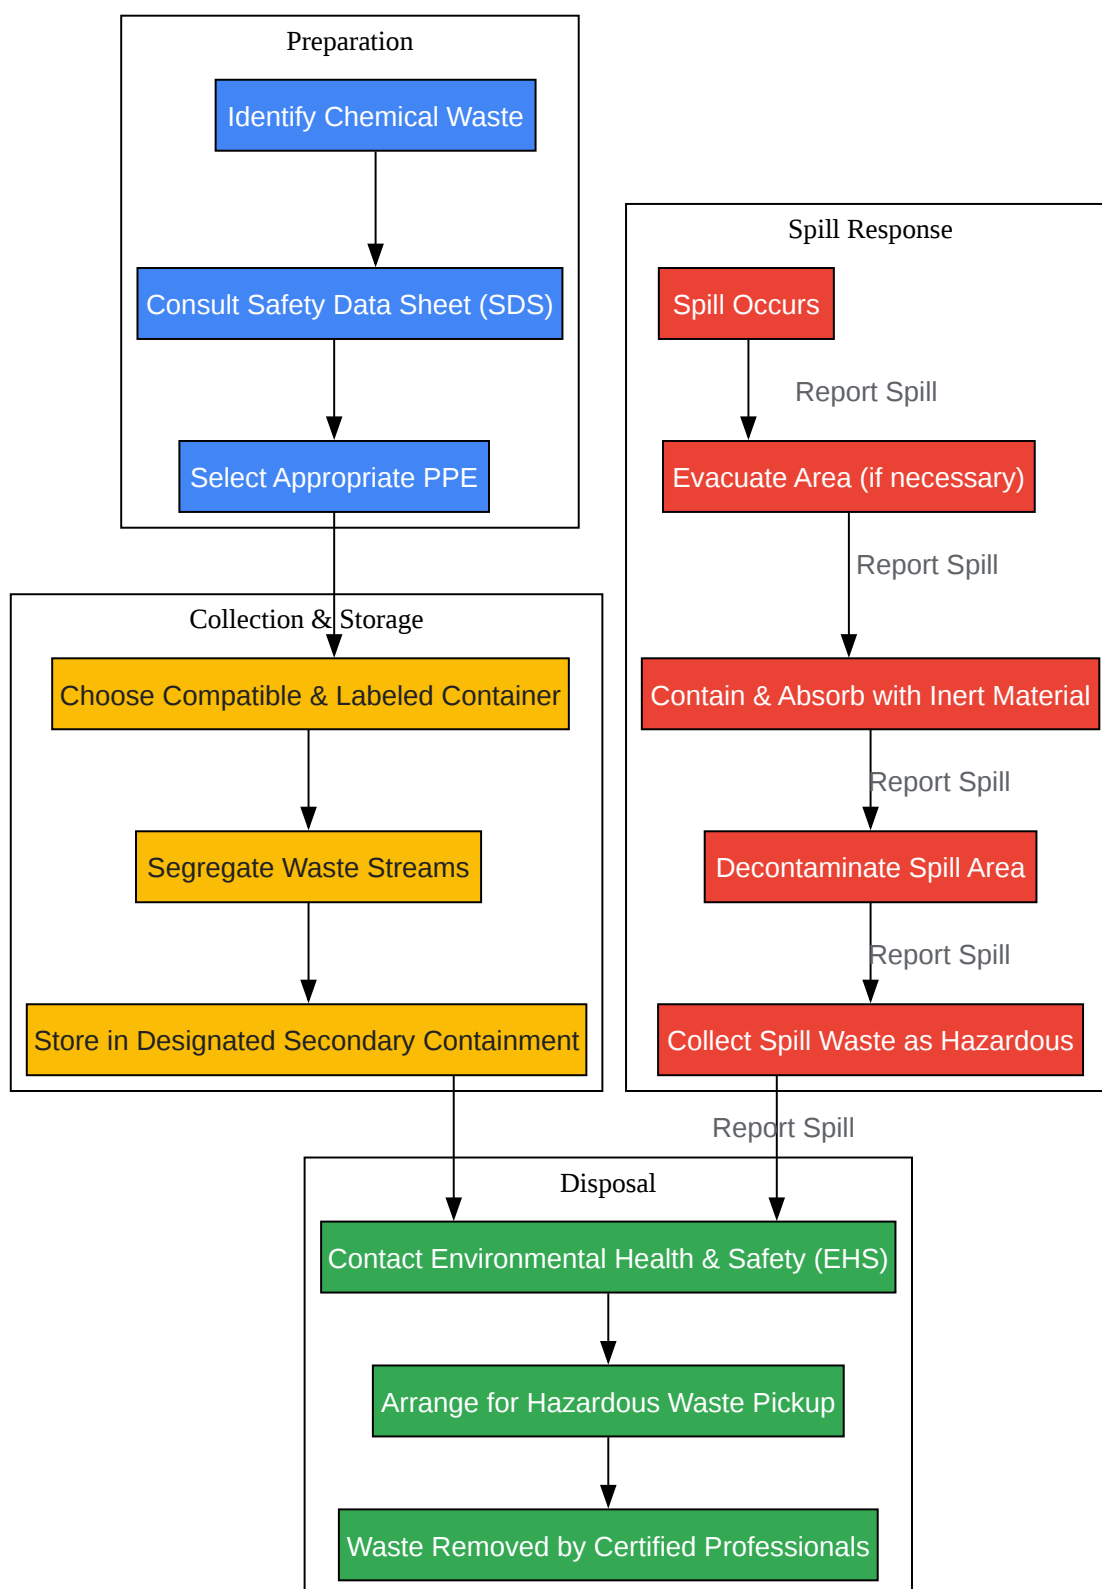 Preparation
Identify Chemical Waste
Consult Safety Data Sheet (SDS)
Select Appropriate PPE
Collection & Storage
Choose Compatible & Labeled Container
Segregate Waste Streams
Store in Designated Secondary Containment
Spill Response
Spill Occurs
Report Spill
Evacuate Area (if necessary)
Report Spill
Contain & Absorb with Inert Material
Report Spill
Decontaminate Spill Area
Report Spill
Collect Spill Waste as Hazardous
Report Spill
Disposal
Contact Environmental Health & Safety (EHS)
Arrange for Hazardous Waste Pickup
Waste Removed by Certified Professionals